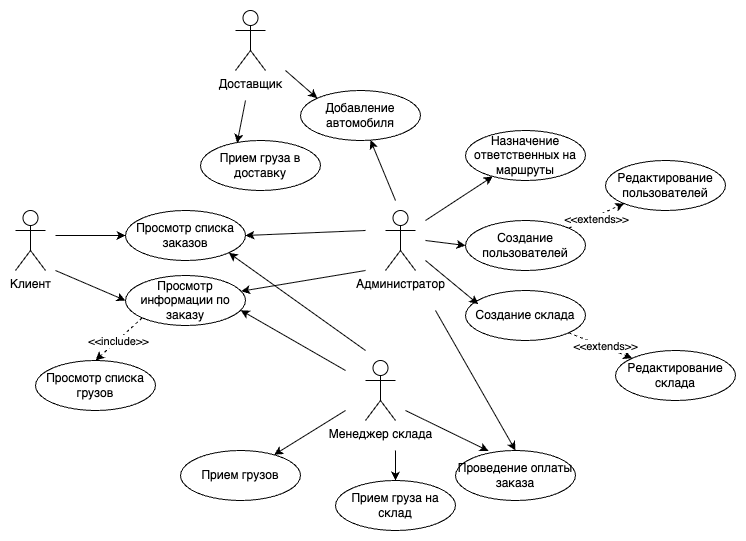 Доставщик
Добавление
автомобиля
Прием груза в
доставку
Назначение
ответственных на
маршруты
Редактирование
пользователей
<<extends>>
Просмотр списка
заказов
Создание
пользователей
Клиент
Администратор
Просмотр
информации по
заказу
Создание склада
<<include>>
<<extends>>
Просмотр списка
грузов
Редактирование
склада
Менеджер склада
Прием грузов
Проведение оплаты
заказа
Прием груза на
склад